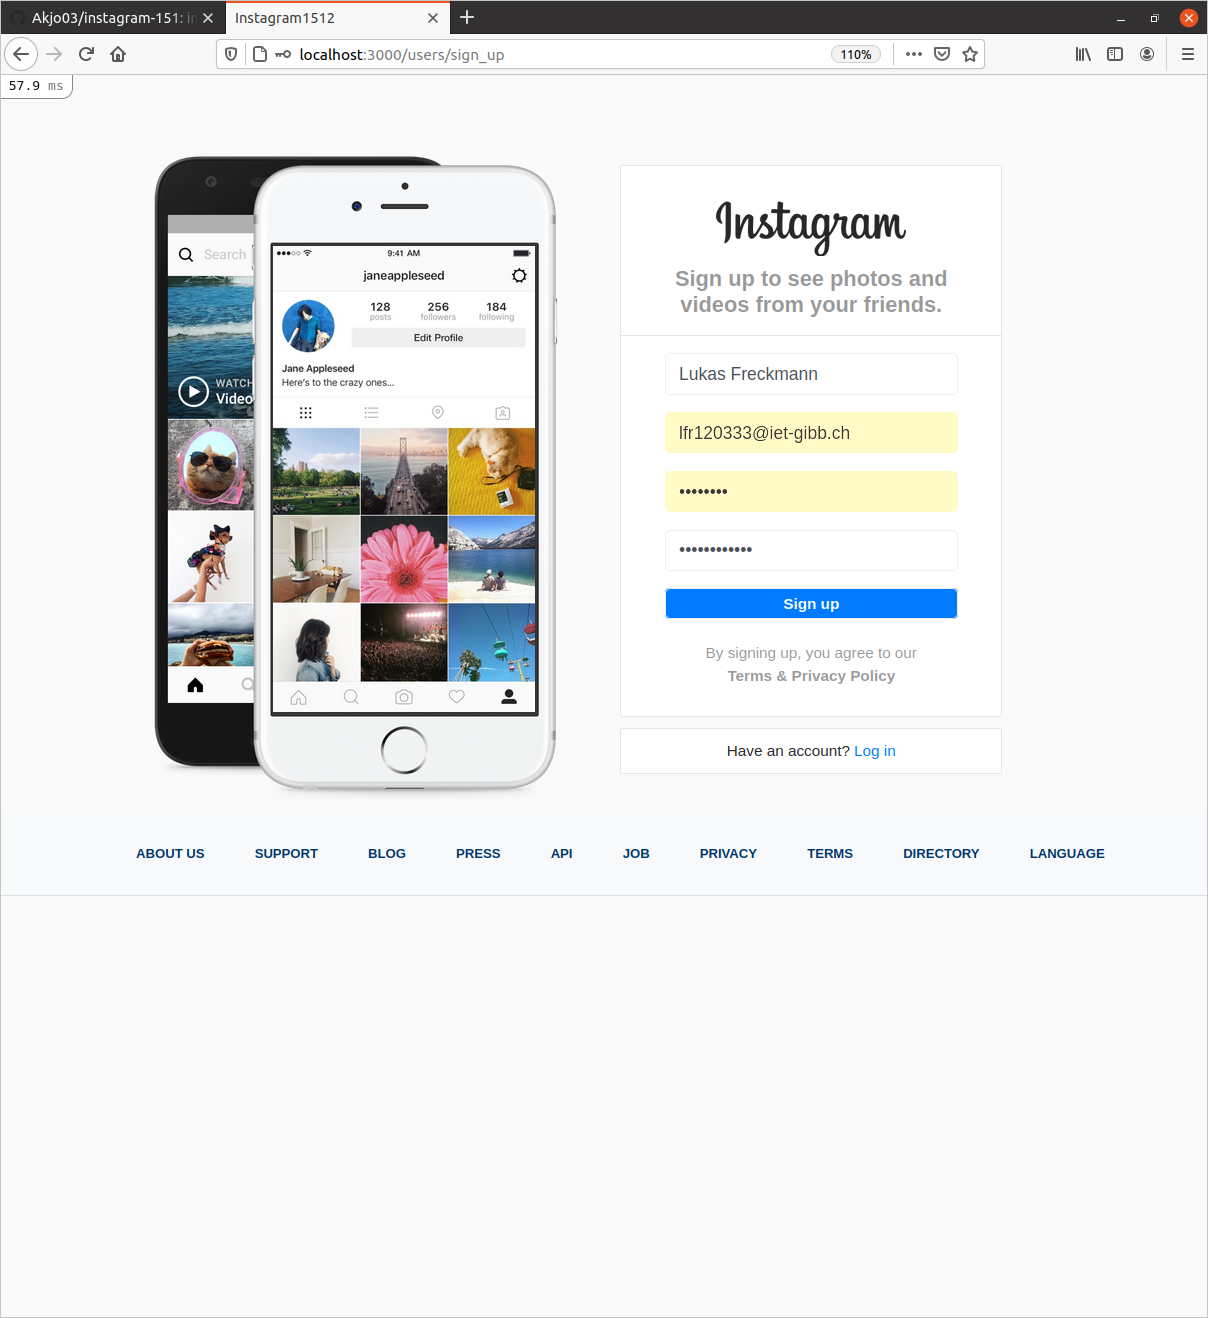 Akjo03/instagram-151: in
Instagram1512
localhost:3000/users/sign_up
110%
57.9 ms
Search
WATCH
Video
9:41 AM
janeappleseed
128
256
184
posts
followers
following
Edit Profile
Jane Appleseed
Here's to the crazy ones...
Instagram
Sign up to see photos and
videos from your friends.
Lukas Freckmann
lfr120333@iet-gibb.ch
••••••••
••••••••••••
Sign up
By signing up, you agree to our
Terms & Privacy Policy
Have an account? Log in
ABOUT US SUPPORT BLOG PRESS API JOB PRIVACY TERMS DIRECTORY LANGUAGE